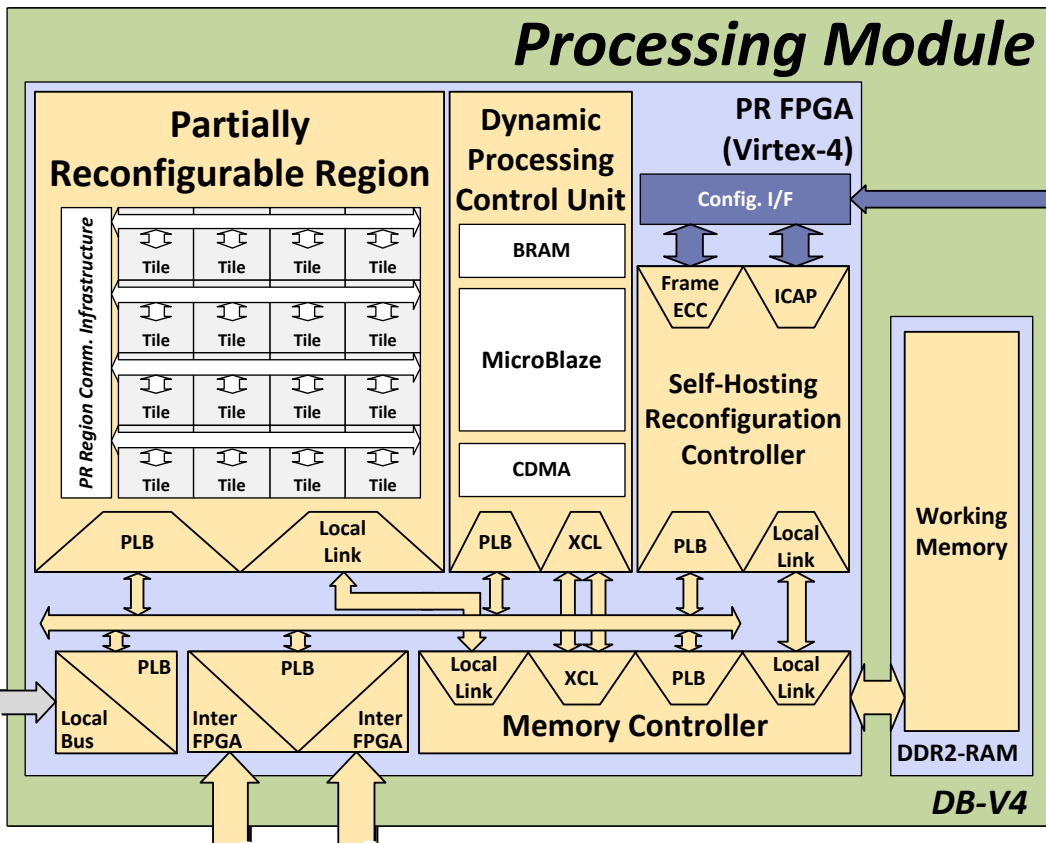 Processing Module
Partially
Reconfigurable Region
PR Region Comm. Infrastructure
Tile Tile Tile Tile
Tile Tile Tile Tile
Tile Tile Tile Tile
Tile Tile Tile Tile
PLB
Local
Link
Dynamic
Processing
Control Unit
BRAM
MicroBlaze
CDMA
PLB
XCL
PR FPGA
(Virtex-4)
Config. I/F
Frame
ECC
ICAP
Self-Hosting
Reconfiguration
Controller
PLB
Local
Link
Working
Memory
DDR2-RAM
PLB
Local
Bus
PLB
Inter
FPGA
Inter
FPGA
Local
Link
XCL
PLB
Local
Link
Memory Controller
DB-V4